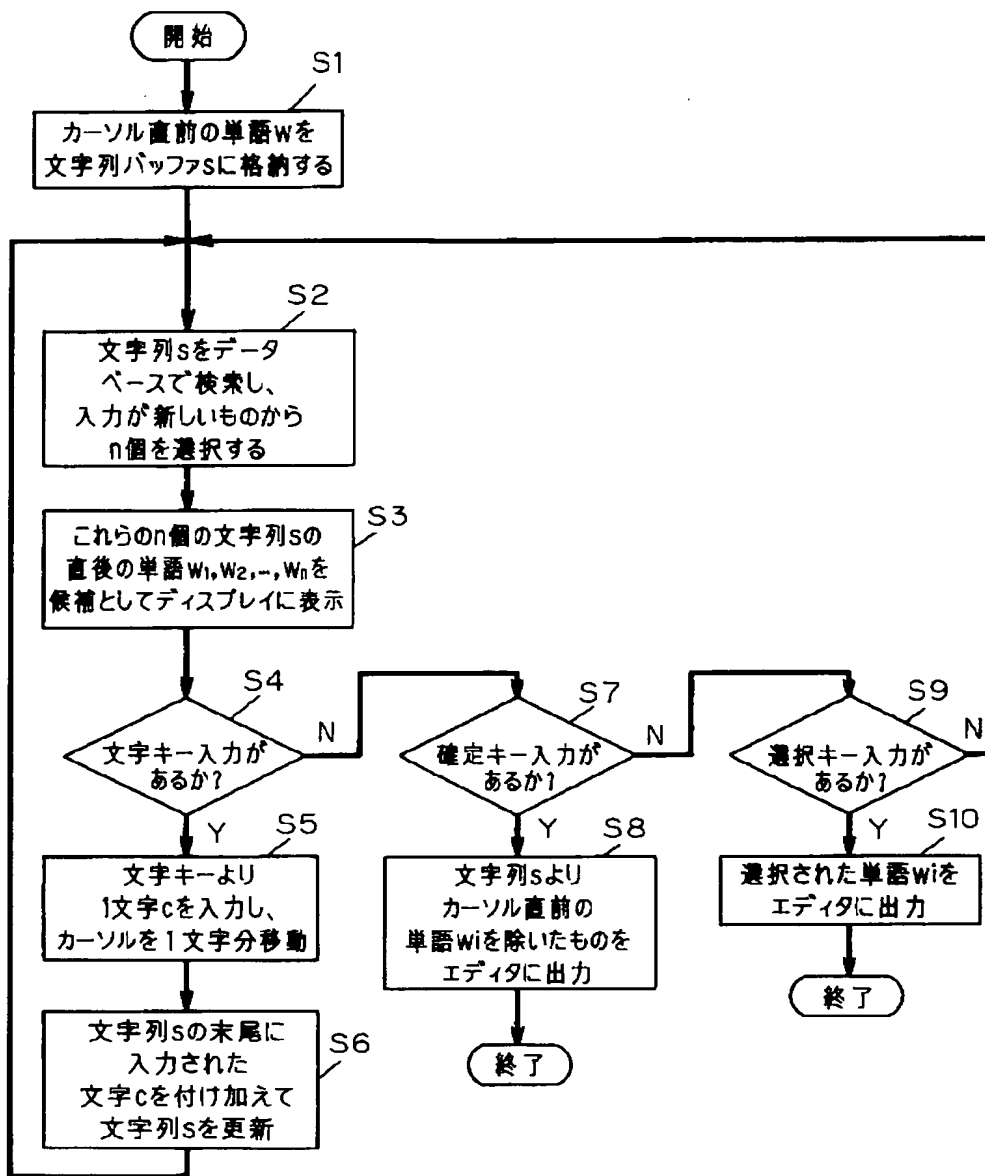 開始
S1
カーソル直前の単語wを
文字列バッファsに格納する
S2
文字列sをデータ
ベースで検索し、
入力が新しいものから
n個を選択する
S3
これらのn個の文字列sの
直後の単語w1,w2,…,wnを
候補としてディスプレイに表示
S4
文字キー入力が
あるか?
N
Y
S7
確定キー入力が
あるか?
N
Y
S9
選択キー入力が
あるか?
N
Y
S5
文字キーより
1文字cを入力し、
カーソルを1文字分移動
S8
文字列sより
カーソル直前の
単語wiを除いたものを
エディタに出力
S10
選択された単語wiを
エディタに出力
終了
終了
S6
文字列sの末尾に
入力された
文字cを付け加えて
文字列sを更新